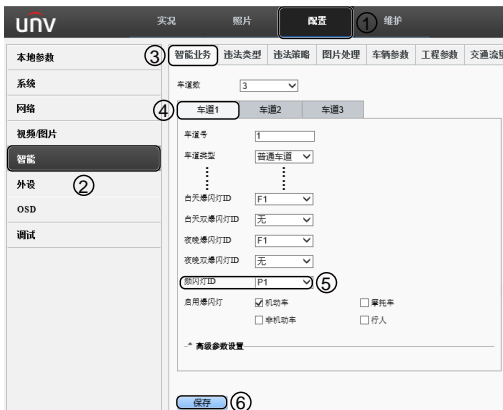 unv 实况 照片 配置 ① 维护
本地参数
系统
网络
视频/图片
智能
外设 ②
OSD
调试
③ 智能业务 违法类型 违法策略 图片处理 车辆参数 工程参数 交通流量
车道数 3
④ 车道1 车道2 车道3
车道号 1
车道类型 普通车道
白天爆闪灯ID F1
白天双爆闪灯ID 无
夜晚爆闪灯ID F1
夜晚双爆闪灯ID 无
频闪灯ID P1 ⑤
启用爆闪灯 机动车 摩托车
非机动车 行人
高级参数设置
保存 ⑥